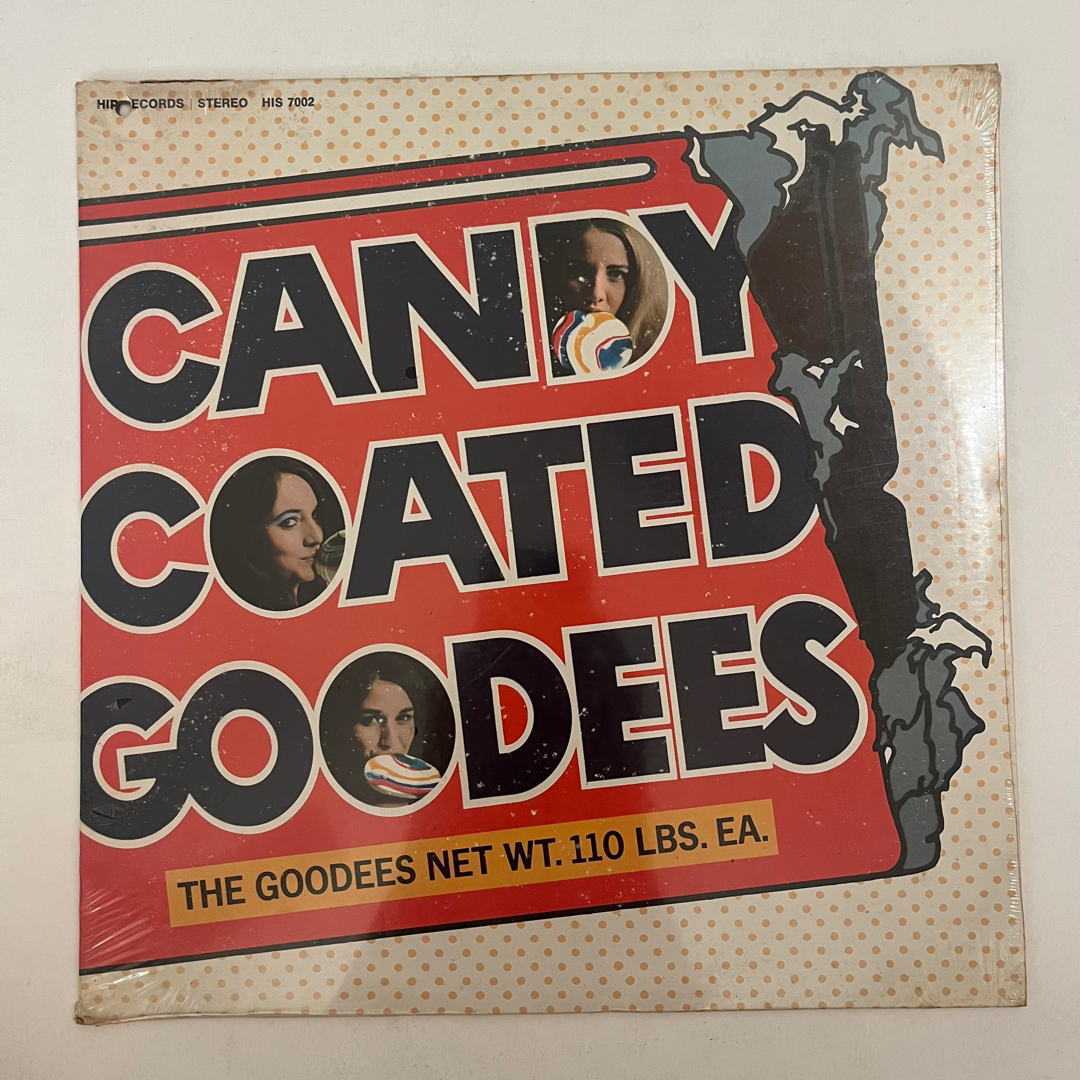 HIP RECORDS | STEREO HIS 7002
CANDY
COATED
GOODEES
THE GOODEES NET WT. 110 LBS. EA.